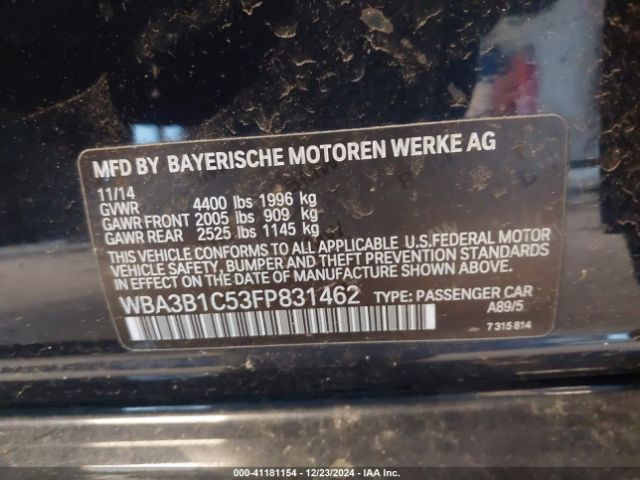 MFD BY BAYERISCHE MOTOREN WERKE AG
11/14
GVWR 4400 lbs 1996 kg
GAWR FRONT 2005 lbs 909 kg
GAWR REAR 2525 lbs 1145 kg
THIS VEHICLE CONFORMS TO ALL APPLICABLE U.S.FEDERAL MOTOR
VEHICLE SAFETY, BUMPER AND THEFT PREVENTION STANDARDS
IN EFFECT ON THE DATE OF MANUFACTURE SHOWN ABOVE.
WBA3B1C53FP831462 TYPE: PASSENGER CAR
A89/5
7 315 814
000-41181154 - 12/23/2024 - IAA Inc.